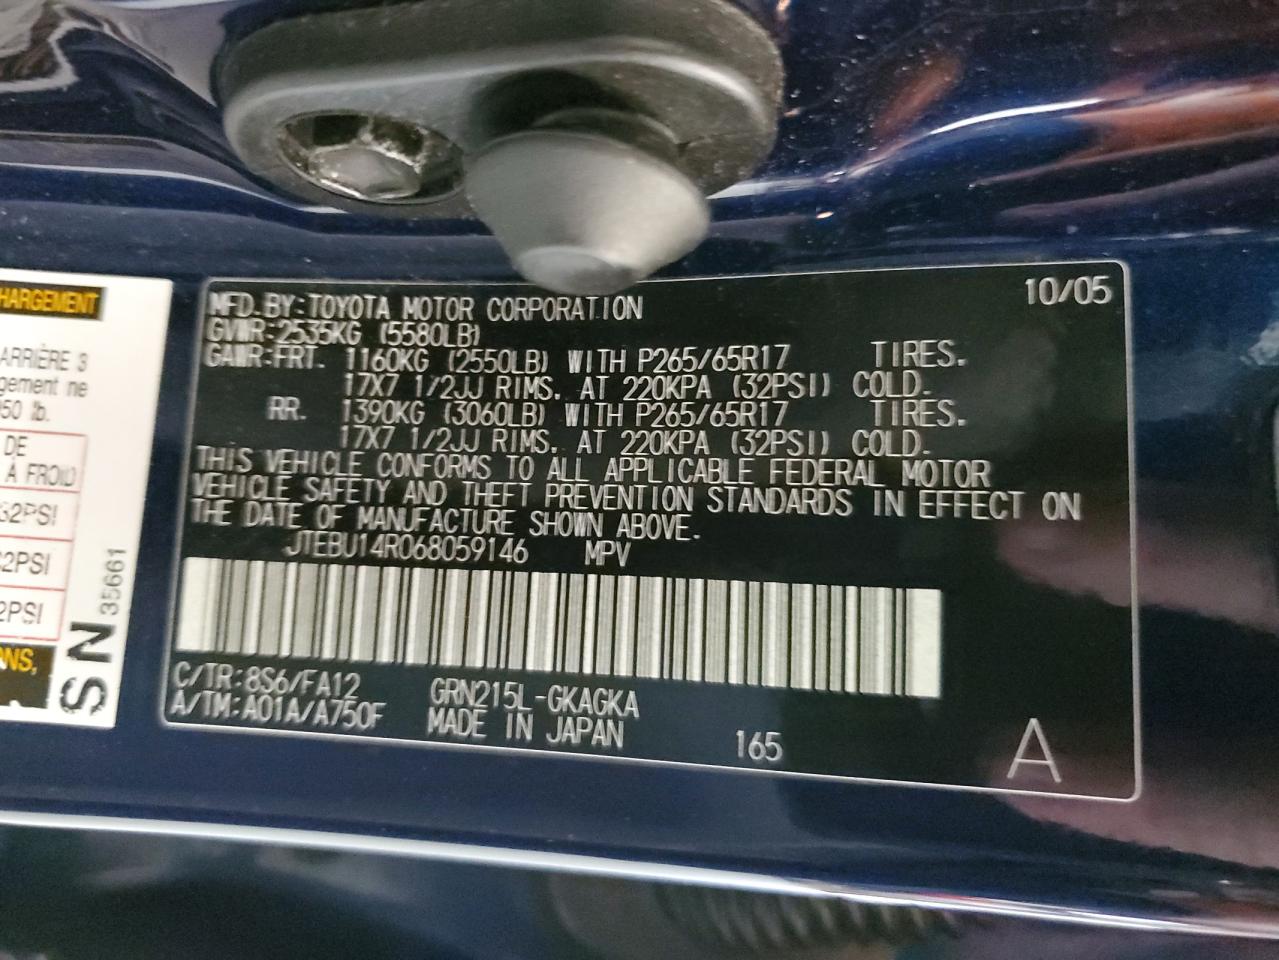 HARGEMENT
ARRIÈRE 3
gement ne
50 lb.
DE
À FROID
32PSI
2PSI
2PSI
NS,
SN 35661
10/05
MFD.BY:TOYOTA MOTOR CORPORATION
GVWR:2535KG (5580LB)
GAWR:FRT. 1160KG (2550LB) WITH P265/65R17 TIRES.
17X7 1/2JJ RIMS. AT 220KPA (32PSI) COLD.
RR. 1390KG (3060LB) WITH P265/65R17 TIRES.
17X7 1/2JJ RIMS. AT 220KPA (32PSI) COLD.
THIS VEHICLE CONFORMS TO ALL APPLICABLE FEDERAL MOTOR
VEHICLE SAFETY AND THEFT PREVENTION STANDARDS IN EFFECT ON
THE DATE OF MANUFACTURE SHOWN ABOVE.
JTEBU14R068059146 MPV
C/TR:8S6/FA12 GRN215L-GKAGKA
A/TM:A01A/A750F MADE IN JAPAN 165 A